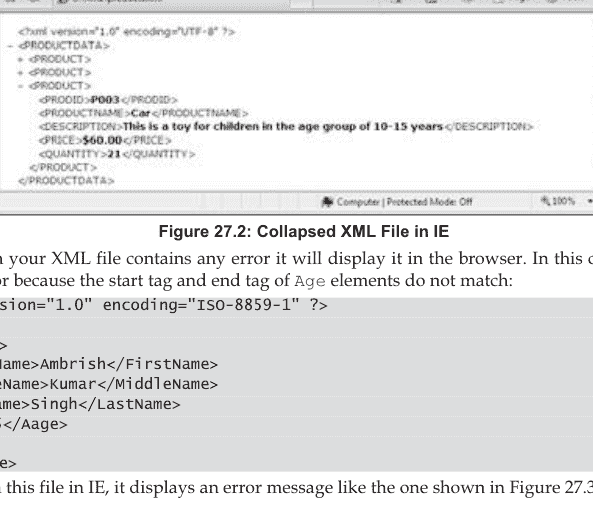 <?xml version="1.0" encoding="UTF-8" ?>
- <PRODUCTDATA>
+ <PRODUCT>
+ <PRODUCT>
- <PRODUCT>
<PRODID>P003</PRODID>
<PRODUCTNAME>Car</PRODUCTNAME>
<DESCRIPTION>This is a toy for children in the age group of 10-15 years</DESCRIPTION>
<PRICE>$60.00</PRICE>
<QUANTITY>21</QUANTITY>
</PRODUCT>
</PRODUCTDATA>
Computer | Protected Mode: Off 100%
Figure 27.2: Collapsed XML File in IE
your XML file contains any error it will display it in the browser. In this
because the start tag and end tag of Age elements do not match:
sion="1.0" encoding="ISO-8859-1" ?>
>
ame>Ambrish</FirstName>
eName>Kumar</MiddleName>
ame>Singh</LastName>
</Aage>
e>
this file in IE, it displays an error message like the one shown in Figure 27.3